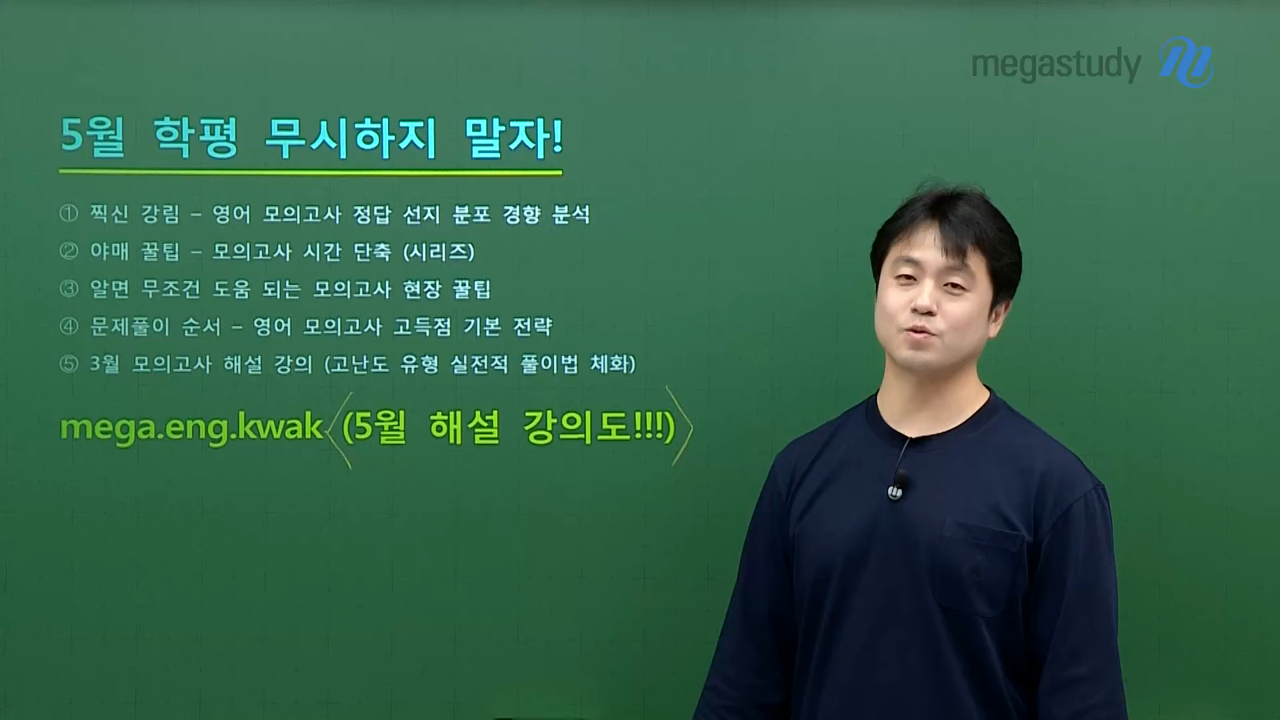 megastudy
5월 학평 무시하지 말자!
① 찍신 강림 – 영어 모의고사 정답 선지 분포 경향 분석
② 야매 꿀팁 – 모의고사 시간 단축 (시리즈)
③ 알면 무조건 도움 되는 모의고사 현장 꿀팁
④ 문제풀이 순서 – 영어 모의고사 고득점 기본 전략
⑤ 3월 모의고사 해설 강의 (고난도 유형 실전적 풀이법 체화)
mega.eng.kwak (5월 해설 강의도!!!)